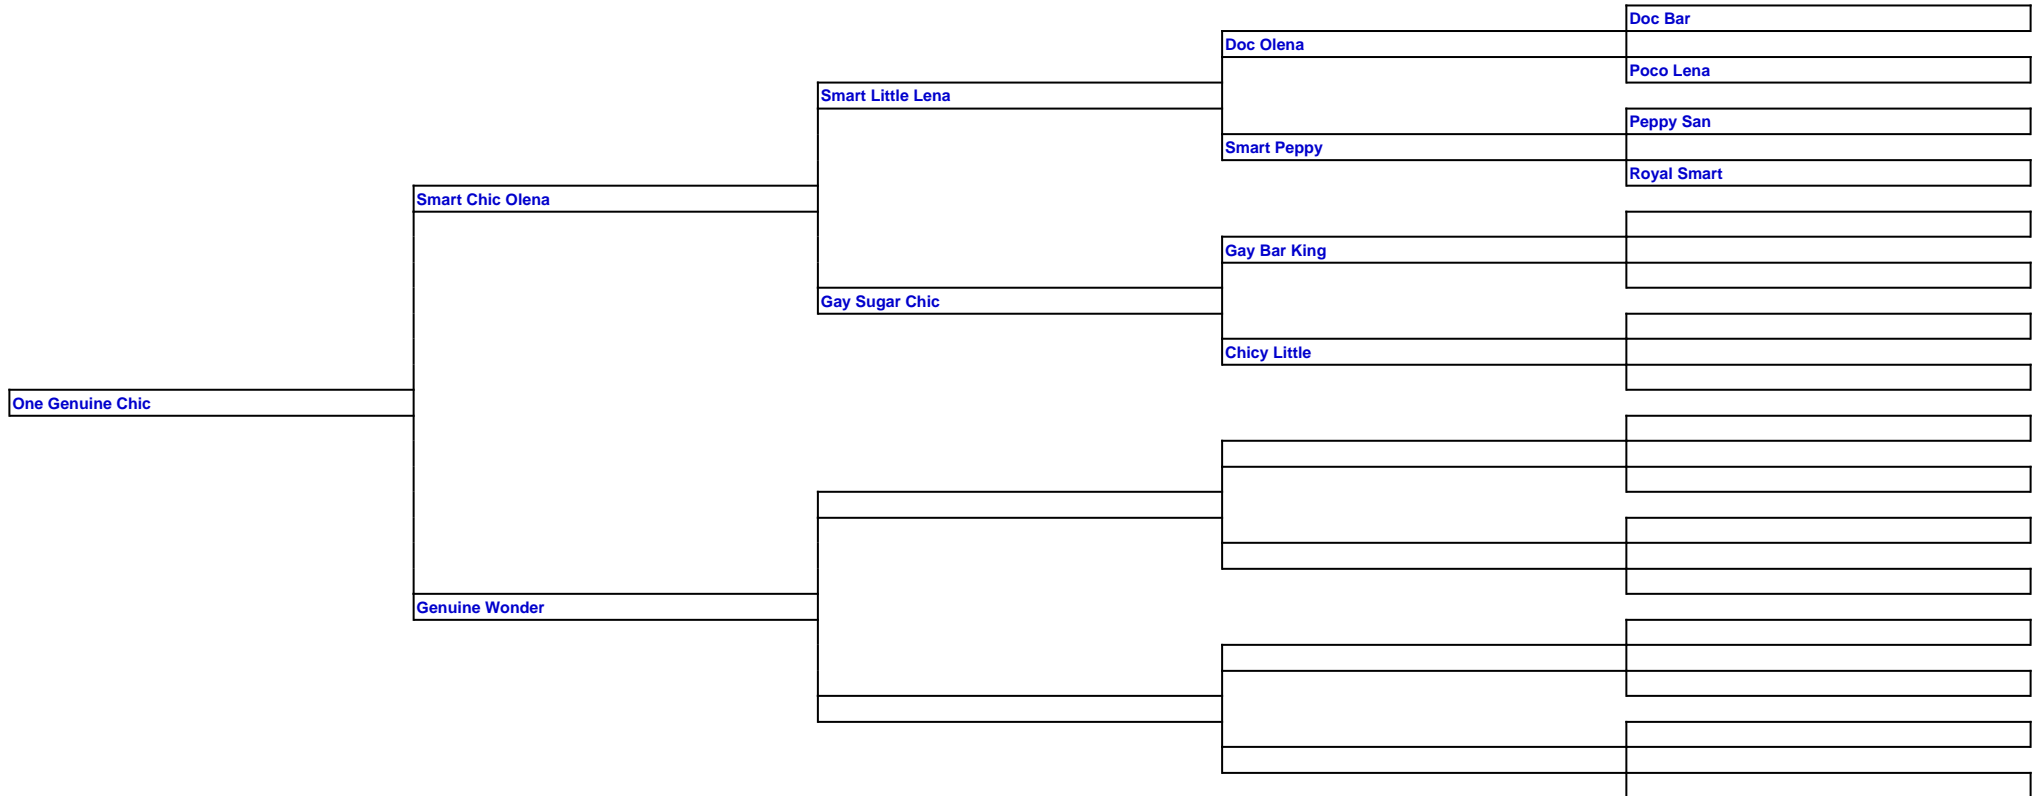 Doc Bar
Doc Olena
Poco Lena
Smart Little Lena
Peppy San
Smart Peppy
Royal Smart
Smart Chic Olena
Gay Bar King
Gay Sugar Chic
Chicy Little
One Genuine Chic
Genuine Wonder